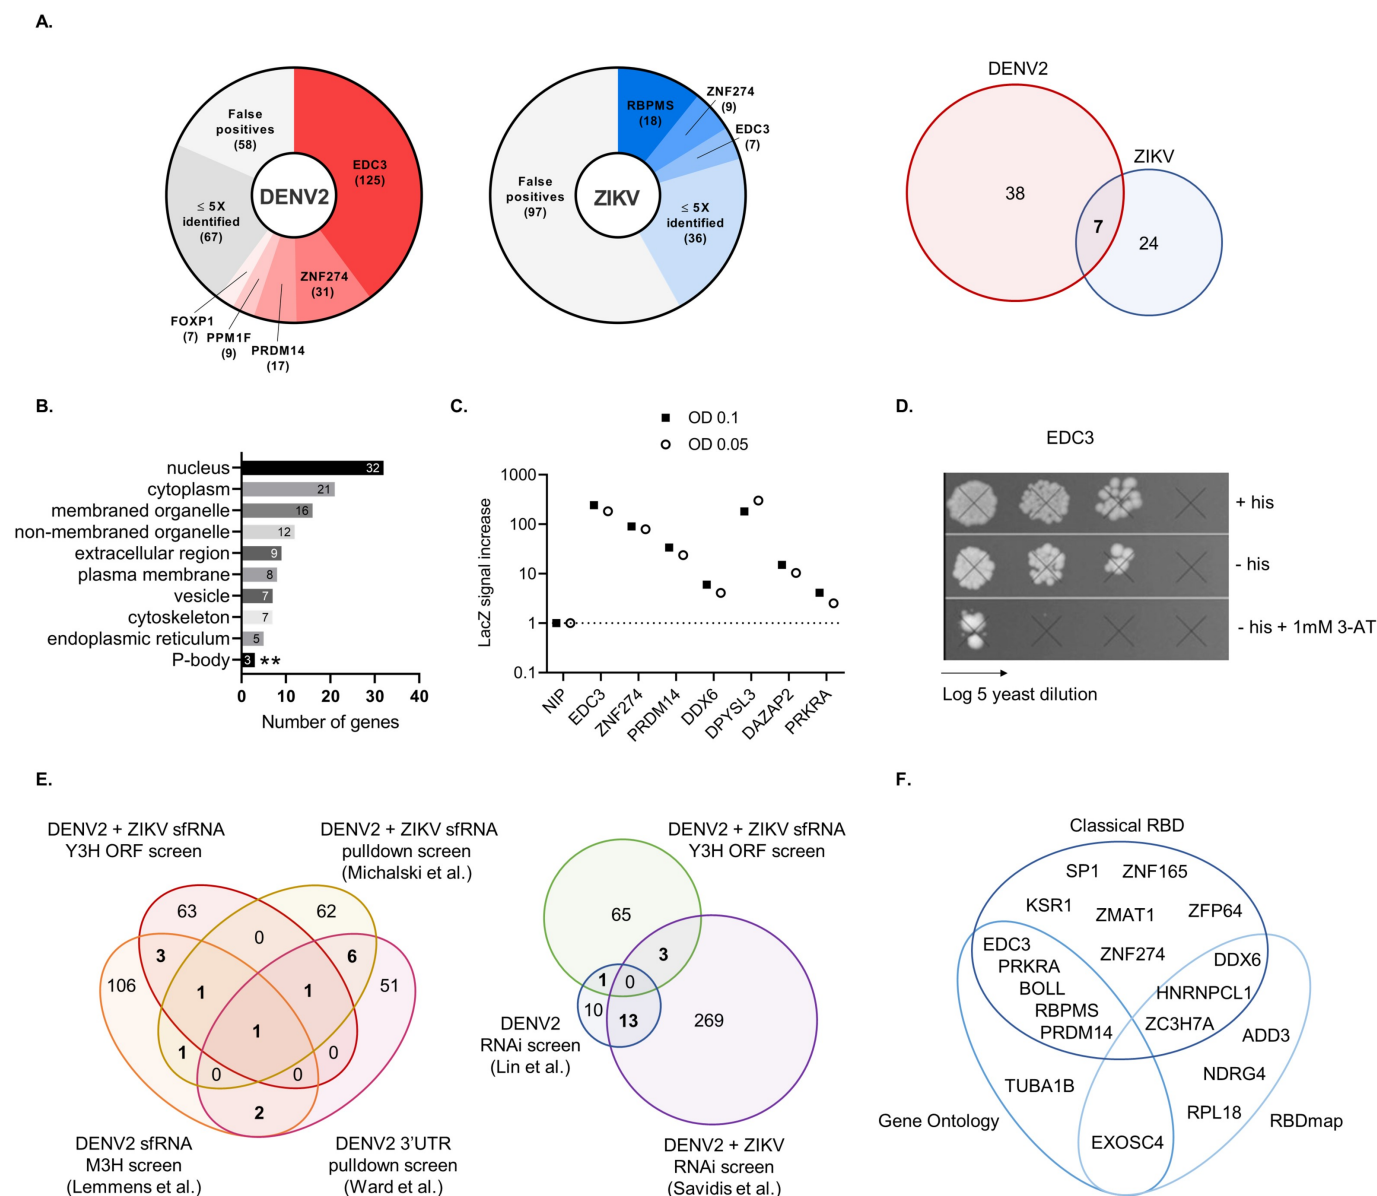 A.
False
positives
(58)
EDC3
(125)
≤ 5X
identified
(67)
DENV2
ZNF274
(31)
FOXP1
(7)
PPM1F
(9)
PRDM14
(17)
RBPMS
(18)
ZNF274
(9)
EDC3
(7)
False
positives
(97)
ZIKV
≤ 5X
identified
(36)
DENV2
ZIKV
38
7
24
B.
nucleus 32
cytoplasm 21
membraned organelle 16
non-membraned organelle 12
extracellular region 9
plasma membrane 8
vesicle 7
cytoskeleton 7
endoplasmic reticulum 5
P-body 3 **
0 10 20 30 40
Number of genes
C.
OD 0.1
OD 0.05
LacZ signal increase
1000
100
10
1
0.1
NIP
EDC3
ZNF274
PRDM14
DDX6
DPYSL3
DAZAP2
PRKRA
D.
EDC3
+ his
- his
- his + 1mM 3-AT
Log 5 yeast dilution
E.
DENV2 + ZIKV sfRNA
Y3H ORF screen
DENV2 + ZIKV sfRNA
pulldown screen
(Michalski et al.)
63
62
0
3
6
106
1
1
51
1
1
0
0
0
2
DENV2 sfRNA
M3H screen
(Lemmens et al.)
DENV2 3'UTR
pulldown screen
(Ward et al.)
DENV2 + ZIKV sfRNA
Y3H ORF screen
65
3
1
0
10
13
269
DENV2
RNAi screen
(Lin et al.)
DENV2 + ZIKV
RNAi screen
(Savidis et al.)
F.
Classical RBD
SP1
ZNF165
KSR1
ZMAT1
ZFP64
EDC3
ZNF274
DDX6
PRKRA
BOLL
HNRNPCL1
RBPMS
PRDM14
ZC3H7A
ADD3
TUBA1B
NDRG4
RPL18
Gene Ontology
RBDmap
EXOSC4